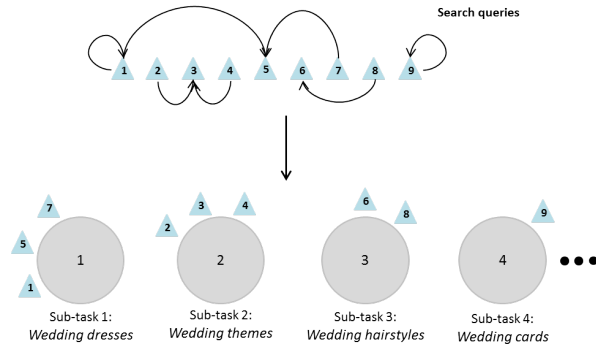 Search queries
1 2 3 4 5 6 7 8 9
7 3 4 6 8 9
5 2
1
1 2 3 4
Sub-task 1: Sub-task 2: Sub-task 3: Sub-task 4:
Wedding dresses Wedding themes Wedding hairstyles Wedding cards